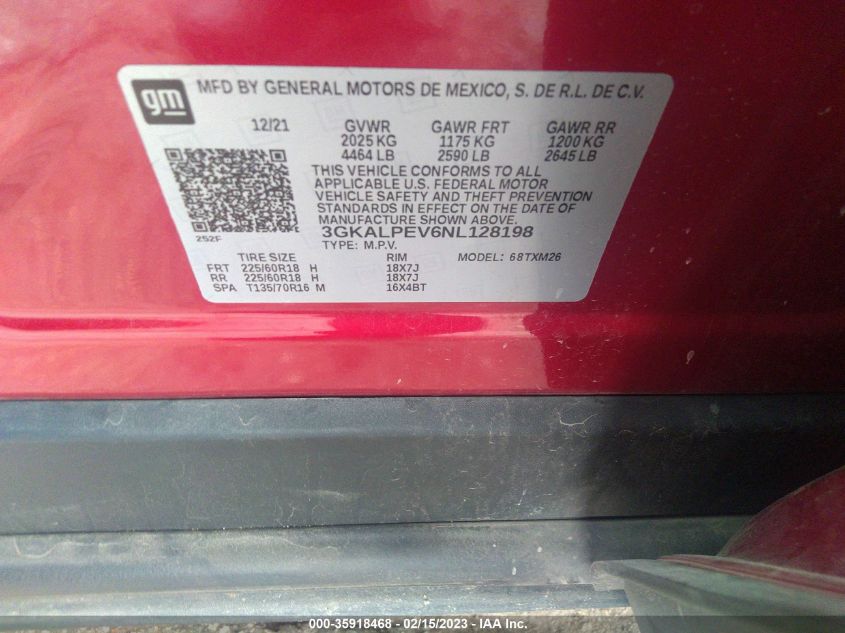 gm
MFD BY GENERAL MOTORS DE MEXICO, S. DE R.L. DE C.V.
12/21 GVWR GAWR FRT GAWR RR
2025 KG 1175 KG 1200 KG
4464 LB 2590 LB 2645 LB
THIS VEHICLE CONFORMS TO ALL
APPLICABLE U.S. FEDERAL MOTOR
VEHICLE SAFETY AND THEFT PREVENTION
STANDARDS IN EFFECT ON THE DATE OF
MANUFACTURE SHOWN ABOVE.
252F
3GKALPEV6NL128198
TYPE: M.P.V.
TIRE SIZE RIM MODEL: 68TXM26
FRT 225/60R18 H 18X7J
RR 225/60R18 H 18X7J
SPA T135/70R16 M 16X4BT
000-35918468 - 02/15/2023 - IAA Inc.